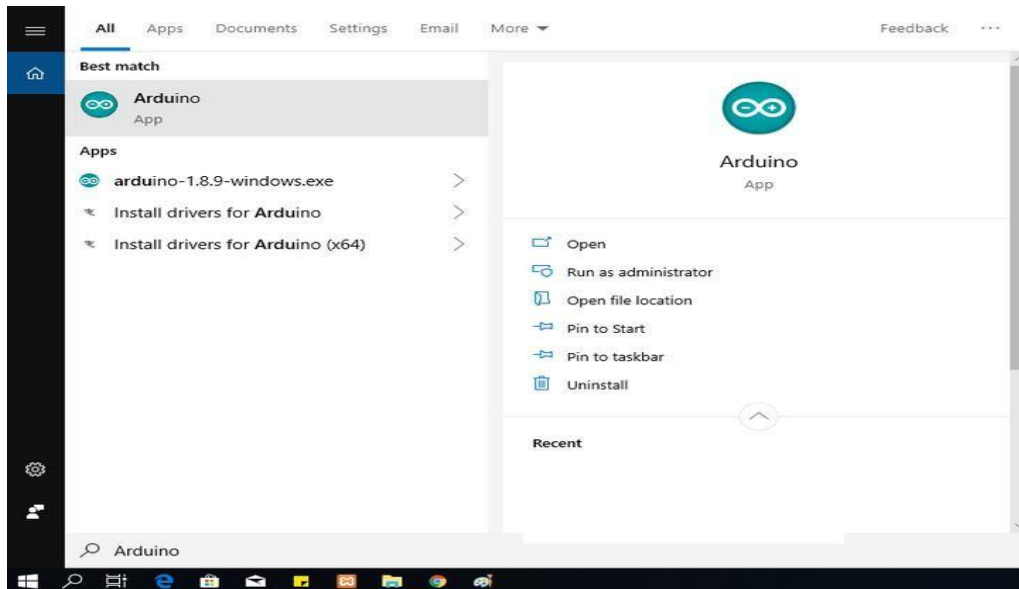 All Apps Documents Settings Email More Feedback ...
Best match
Arduino
App
Apps
arduino-1.8.9-windows.exe
Install drivers for Arduino
Install drivers for Arduino (x64)
Arduino
App
Open
Run as administrator
Open file location
Pin to Start
Pin to taskbar
Uninstall
Recent
Arduino